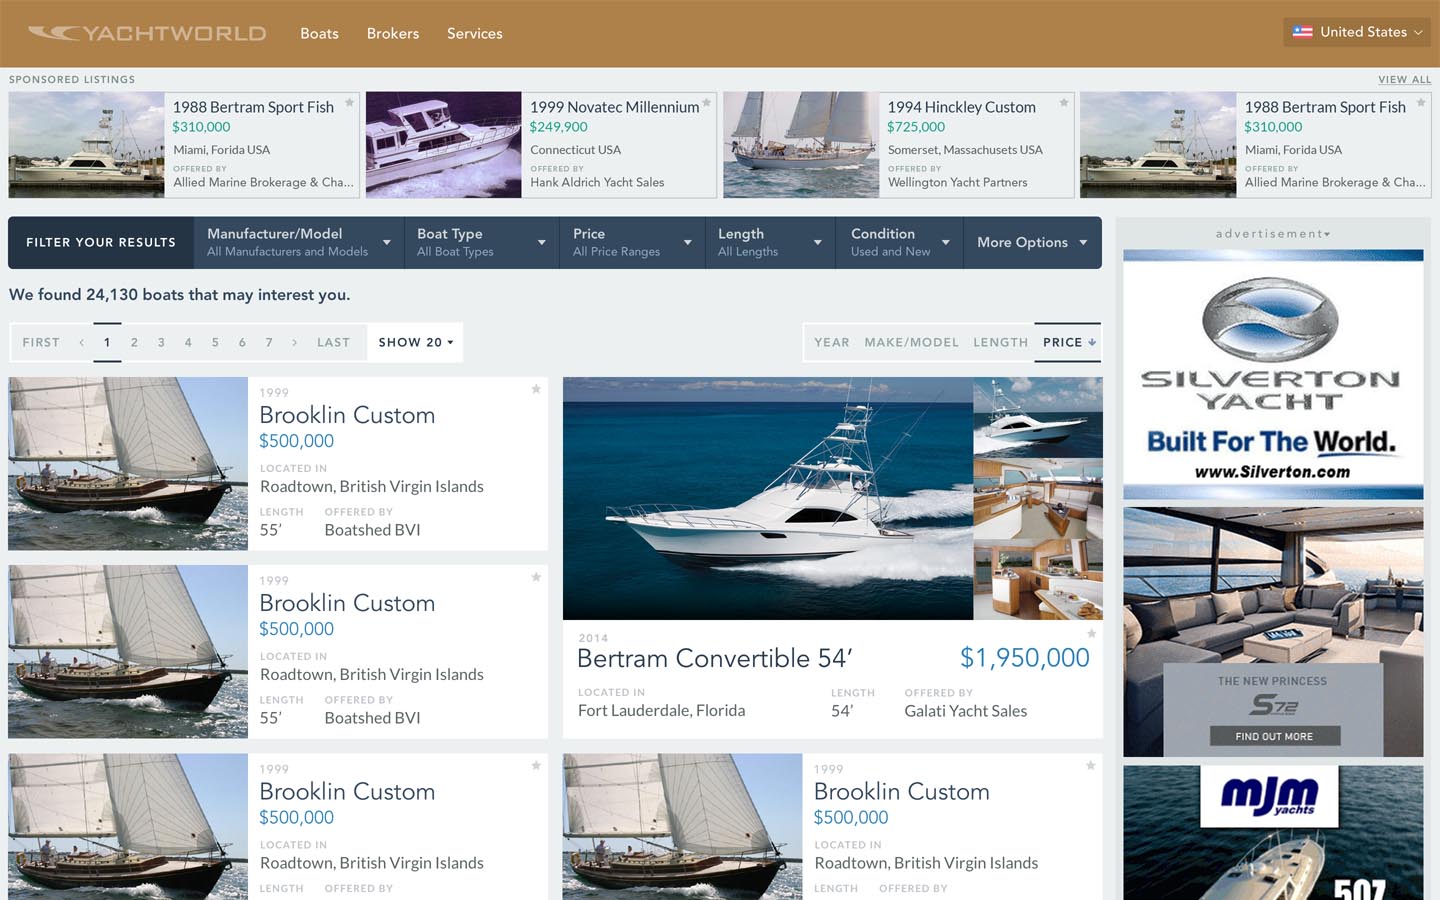 YACHTWORLD
Boats
Brokers
Services
United States
SPONSORED LISTINGS
VIEW ALL
1988 Bertram Sport Fish
$310,000
Miami, Forida USA
OFFERED BY
Allied Marine Brokerage & Cha...
1999 Novatec Millennium
$249,900
Connecticut USA
OFFERED BY
Hank Aldrich Yacht Sales
1994 Hinckley Custom
$725,000
Somerset, Massachusets USA
OFFERED BY
Wellington Yacht Partners
1988 Bertram Sport Fish
$310,000
Miami, Forida USA
OFFERED BY
Allied Marine Brokerage & Cha...
FILTER YOUR RESULTS
Manufacturer/Model
All Manufacturers and Models
Boat Type
All Boat Types
Price
All Price Ranges
Length
All Lengths
Condition
Used and New
More Options
We found 24,130 boats that may interest you.
FIRST < 1 2 3 4 5 6 7 > LAST SHOW 20
YEAR MAKE/MODEL LENGTH PRICE
1999
Brooklin Custom
$500,000
LOCATED IN
Roadtown, British Virgin Islands
LENGTH OFFERED BY
55’ Boatshed BVI
1999
Brooklin Custom
$500,000
LOCATED IN
Roadtown, British Virgin Islands
LENGTH OFFERED BY
55’ Boatshed BVI
2014
Bertram Convertible 54’ $1,950,000
LOCATED IN LENGTH OFFERED BY
Fort Lauderdale, Florida 54’ Galati Yacht Sales
1999
Brooklin Custom
$500,000
LOCATED IN
Roadtown, British Virgin Islands
LENGTH OFFERED BY
1999
Brooklin Custom
$500,000
LOCATED IN
Roadtown, British Virgin Islands
LENGTH OFFERED BY
advertisement
SILVERTON
YACHT
Built For The World.
www.Silverton.com
THE NEW PRINCESS
S72
FIND OUT MORE
mJm
yachts
507